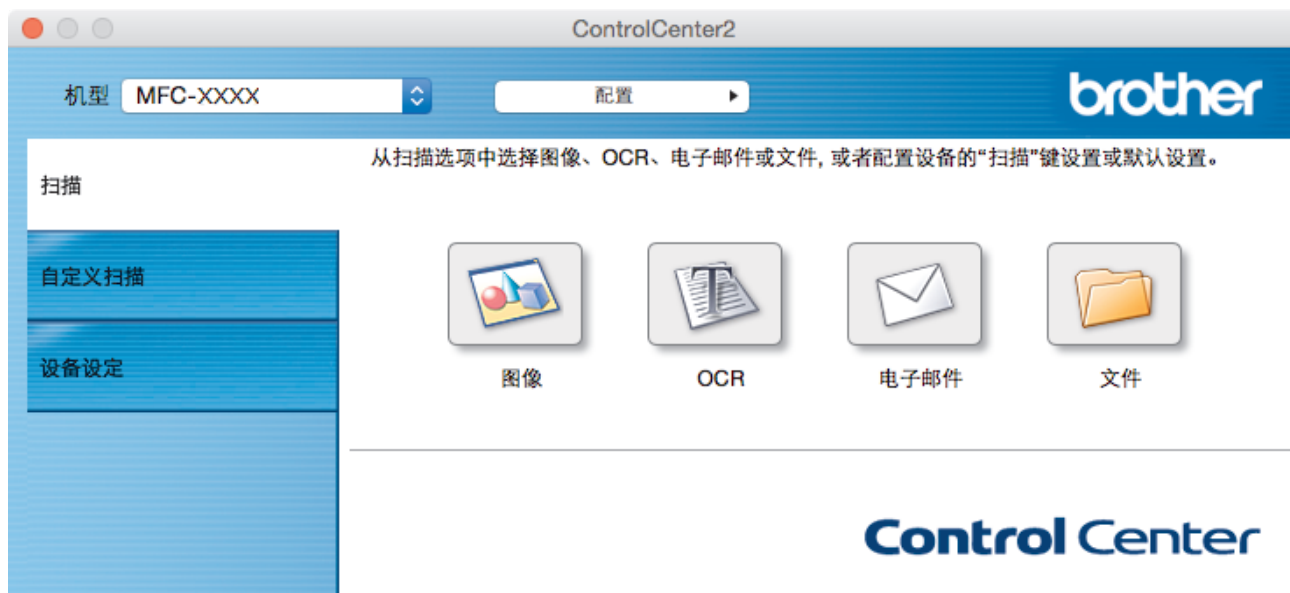 ControlCenter2
机型 MFC-XXXX 配置 brother
从扫描选项中选择图像、OCR、电子邮件或文件, 或者配置设备的“扫描”键设置或默认设置。
扫描
自定义扫描
设备设定
图像 OCR 电子邮件 文件
Control Center